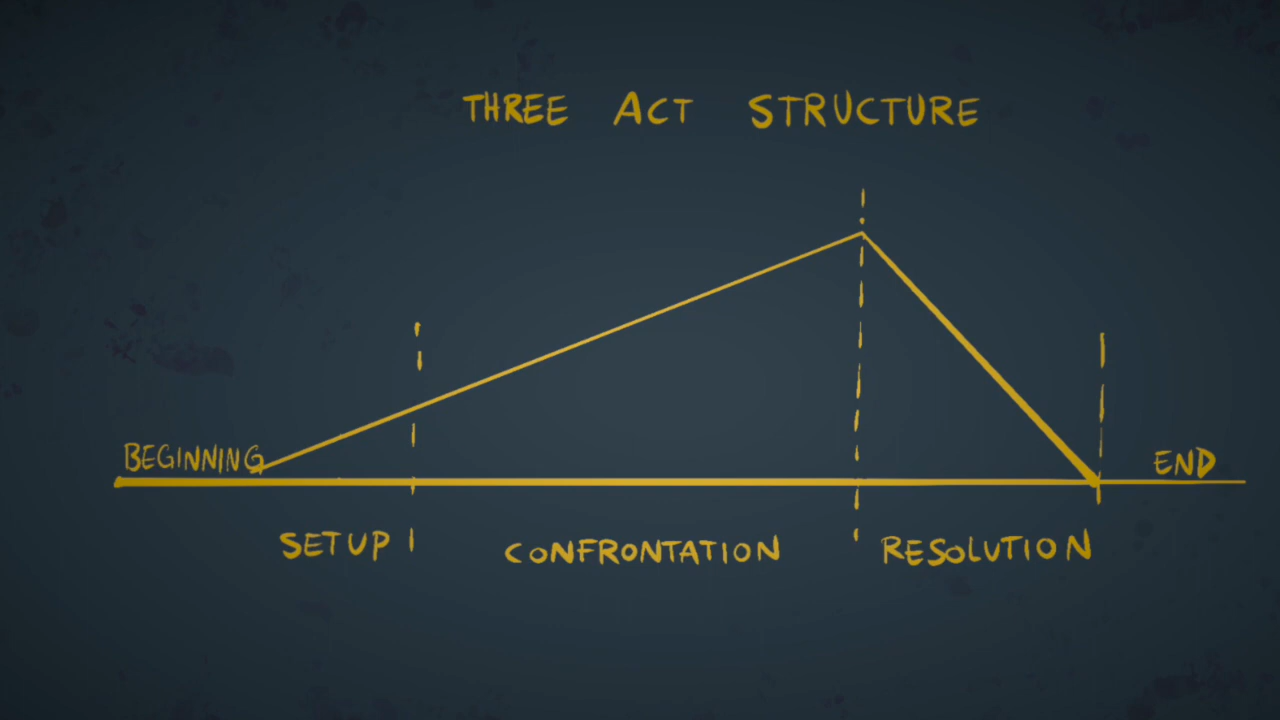 THREE ACT STRUCTURE
BEGINNING
END
SETUP
CONFRONTATION
RESOLUTION